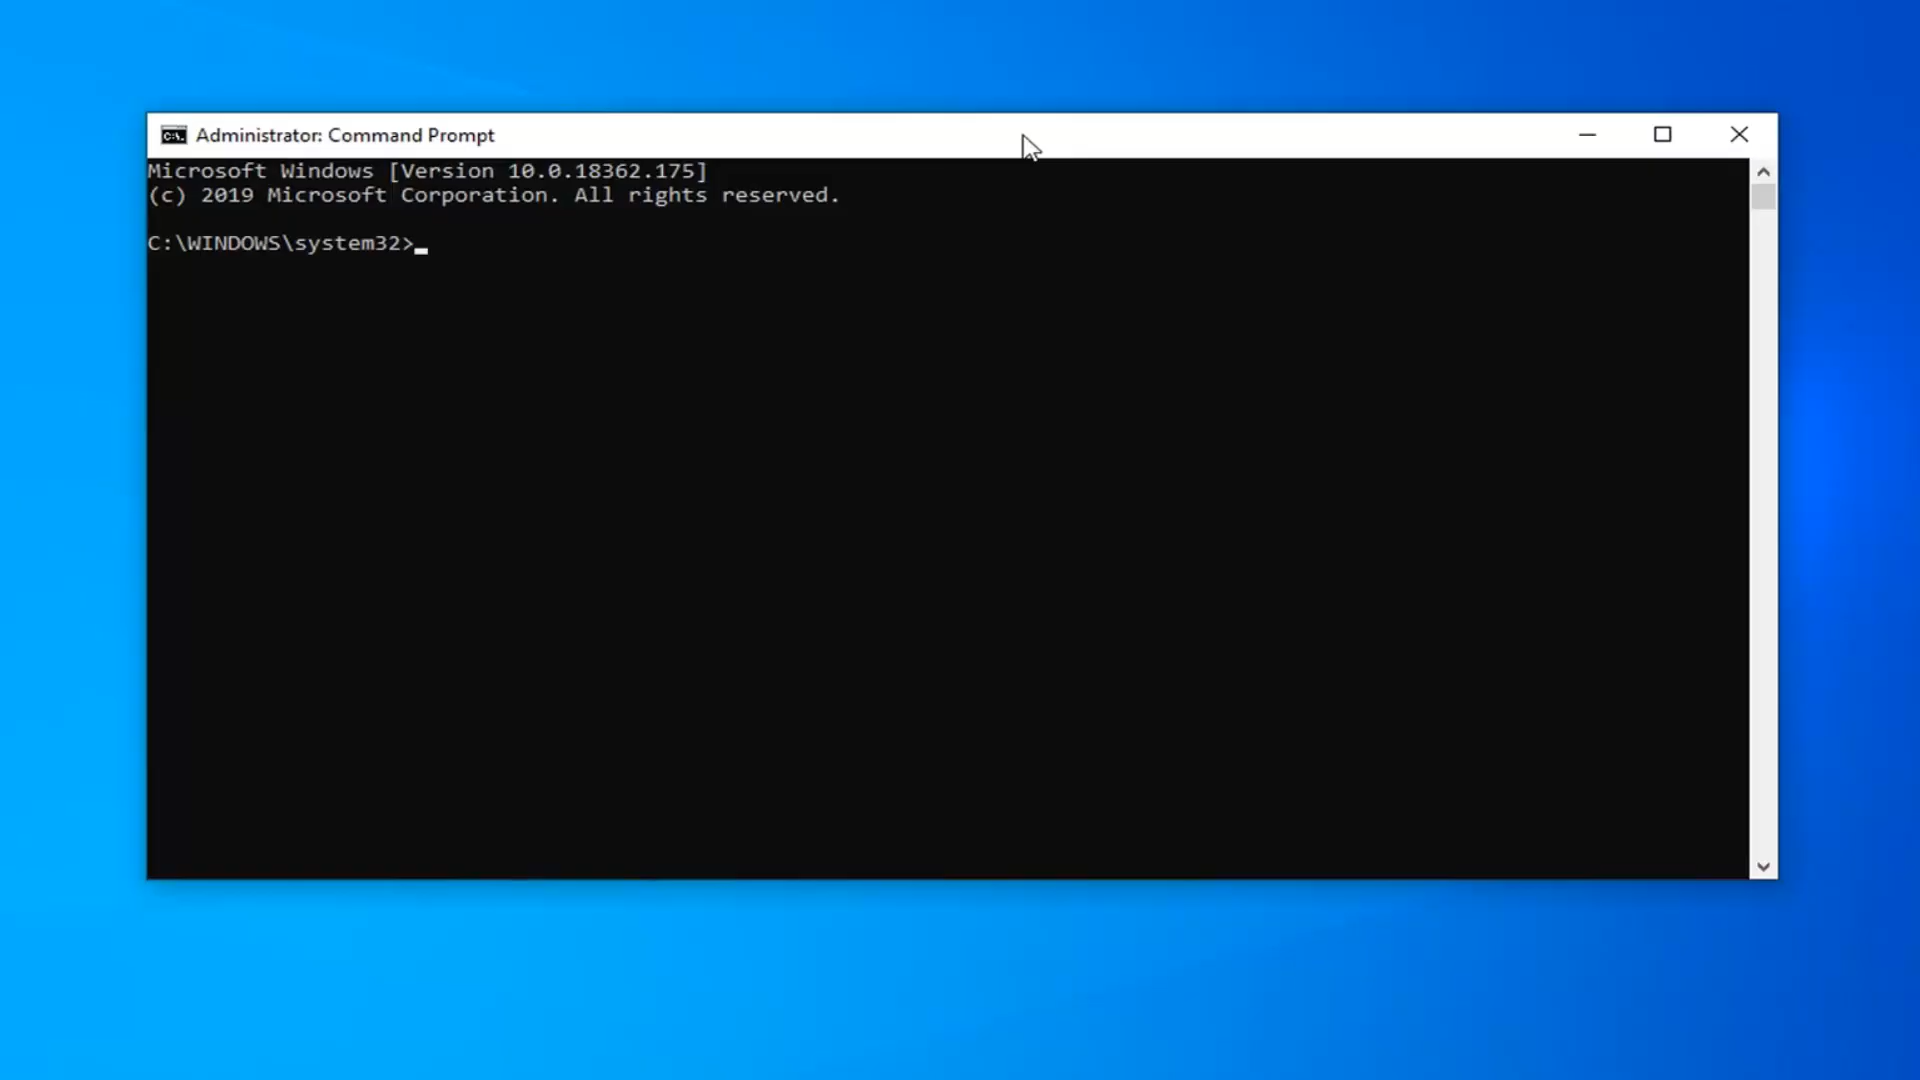 Administrator: Command Prompt
Microsoft Windows [Version 10.0.18362.175]
(c) 2019 Microsoft Corporation. All rights reserved.
C:\WINDOWS\system32>